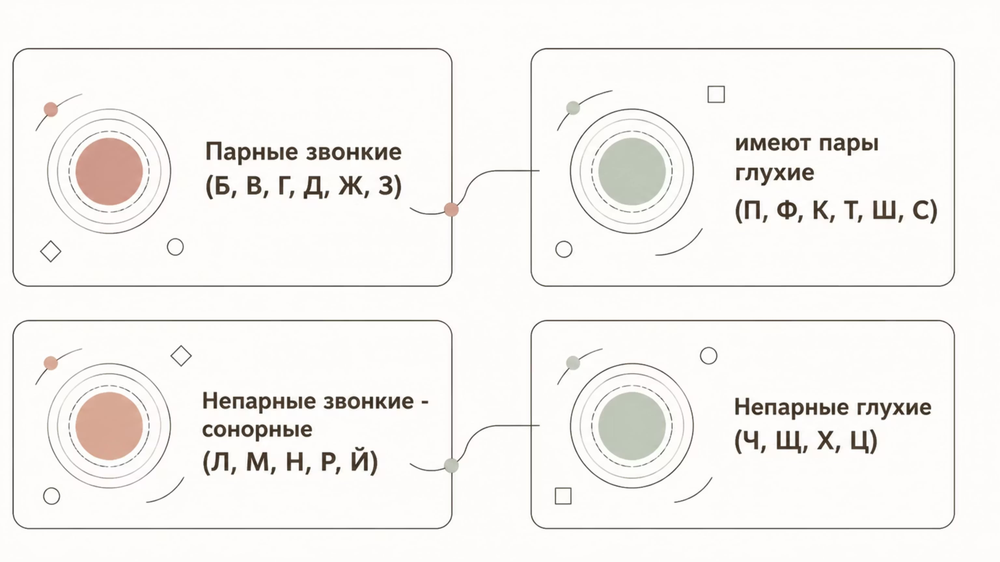 Парные звонкие
(Б, В, Г, Д, Ж, З)
имеют пары
глухие
(П, Ф, К, Т, Ш, С)
Непарные звонкие -
сонорные
(Л, М, Н, Р, Й)
Непарные глухие
(Ч, Щ, Х, Ц)